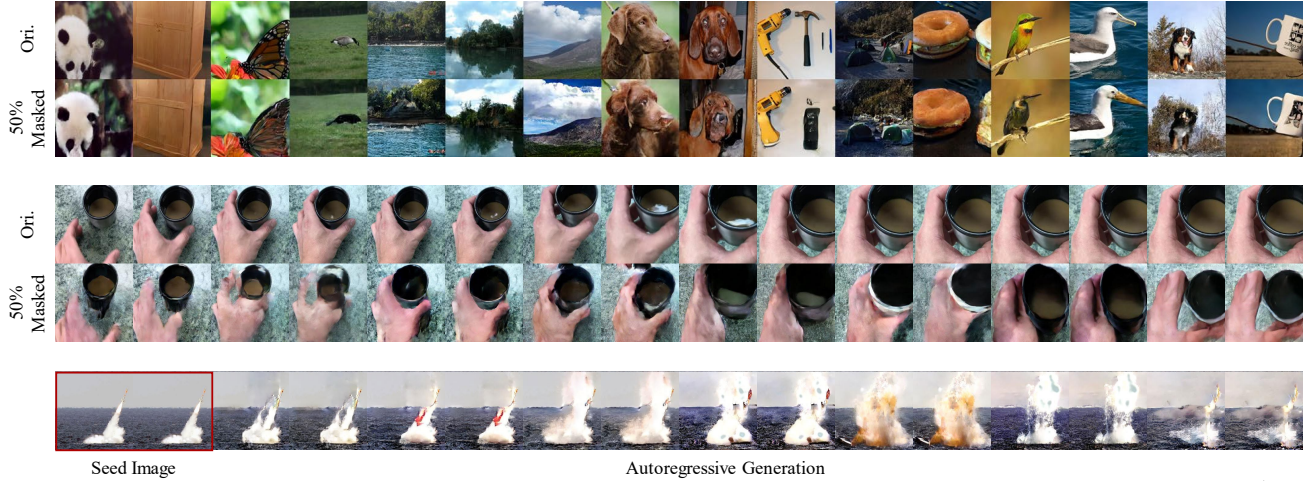 Ori.
50%
Masked
Ori.
50%
Masked
Seed Image
Autoregressive Generation